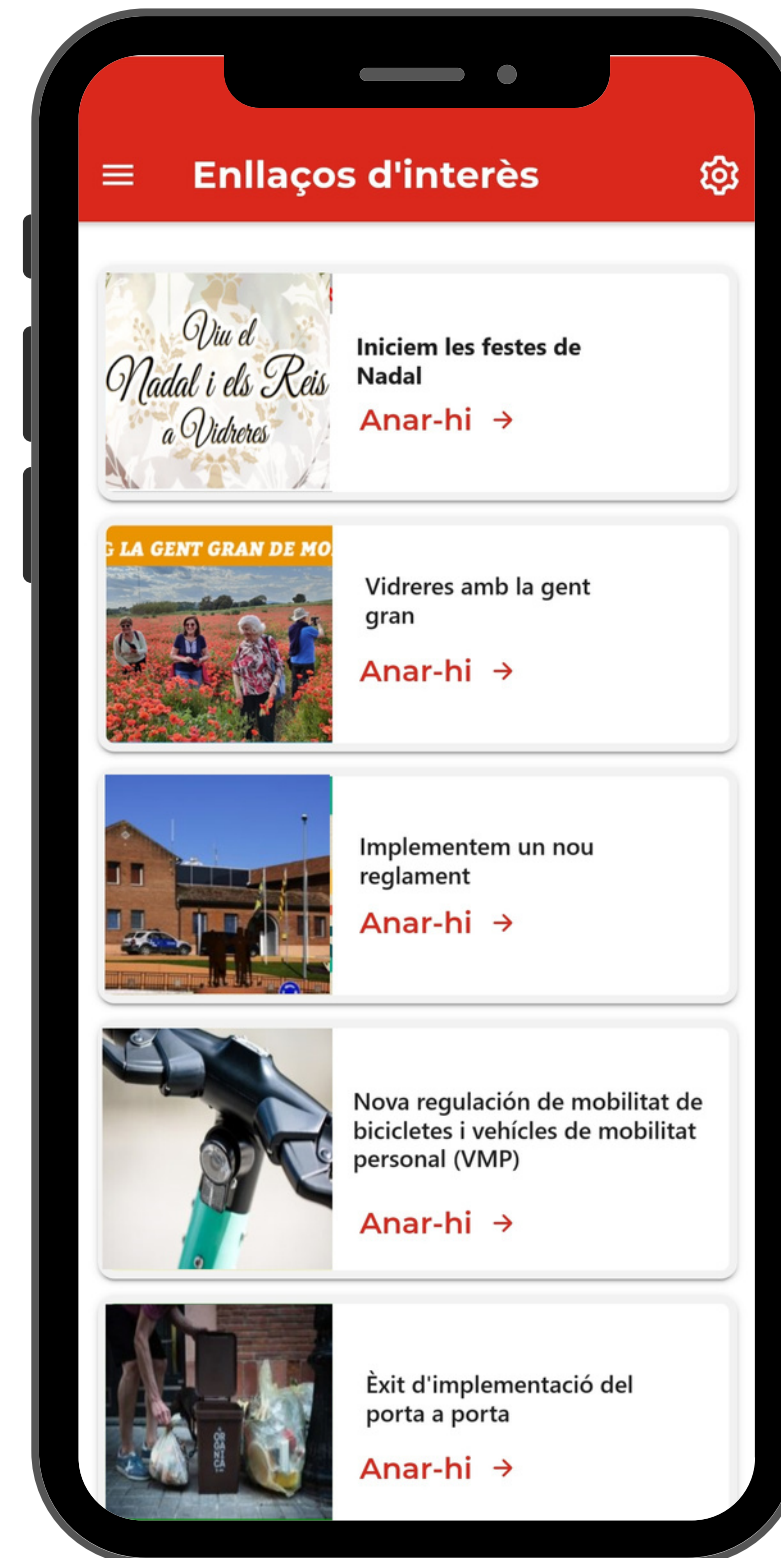 Enllaços d'interès
Viu el
Nadal i els Reis
a Vidreres
Iniciem les festes de
Nadal
Anar-hi →
LA GENT GRAN DE MO
Vidreres amb la gent
gran
Anar-hi →
Implementem un nou
reglament
Anar-hi →
Nova regulación de mobilitat de
bicicletes i vehícles de mobilitat
personal (VMP)
Anar-hi →
ORGANICA
Èxit d'implementació del
porta a porta
Anar-hi →